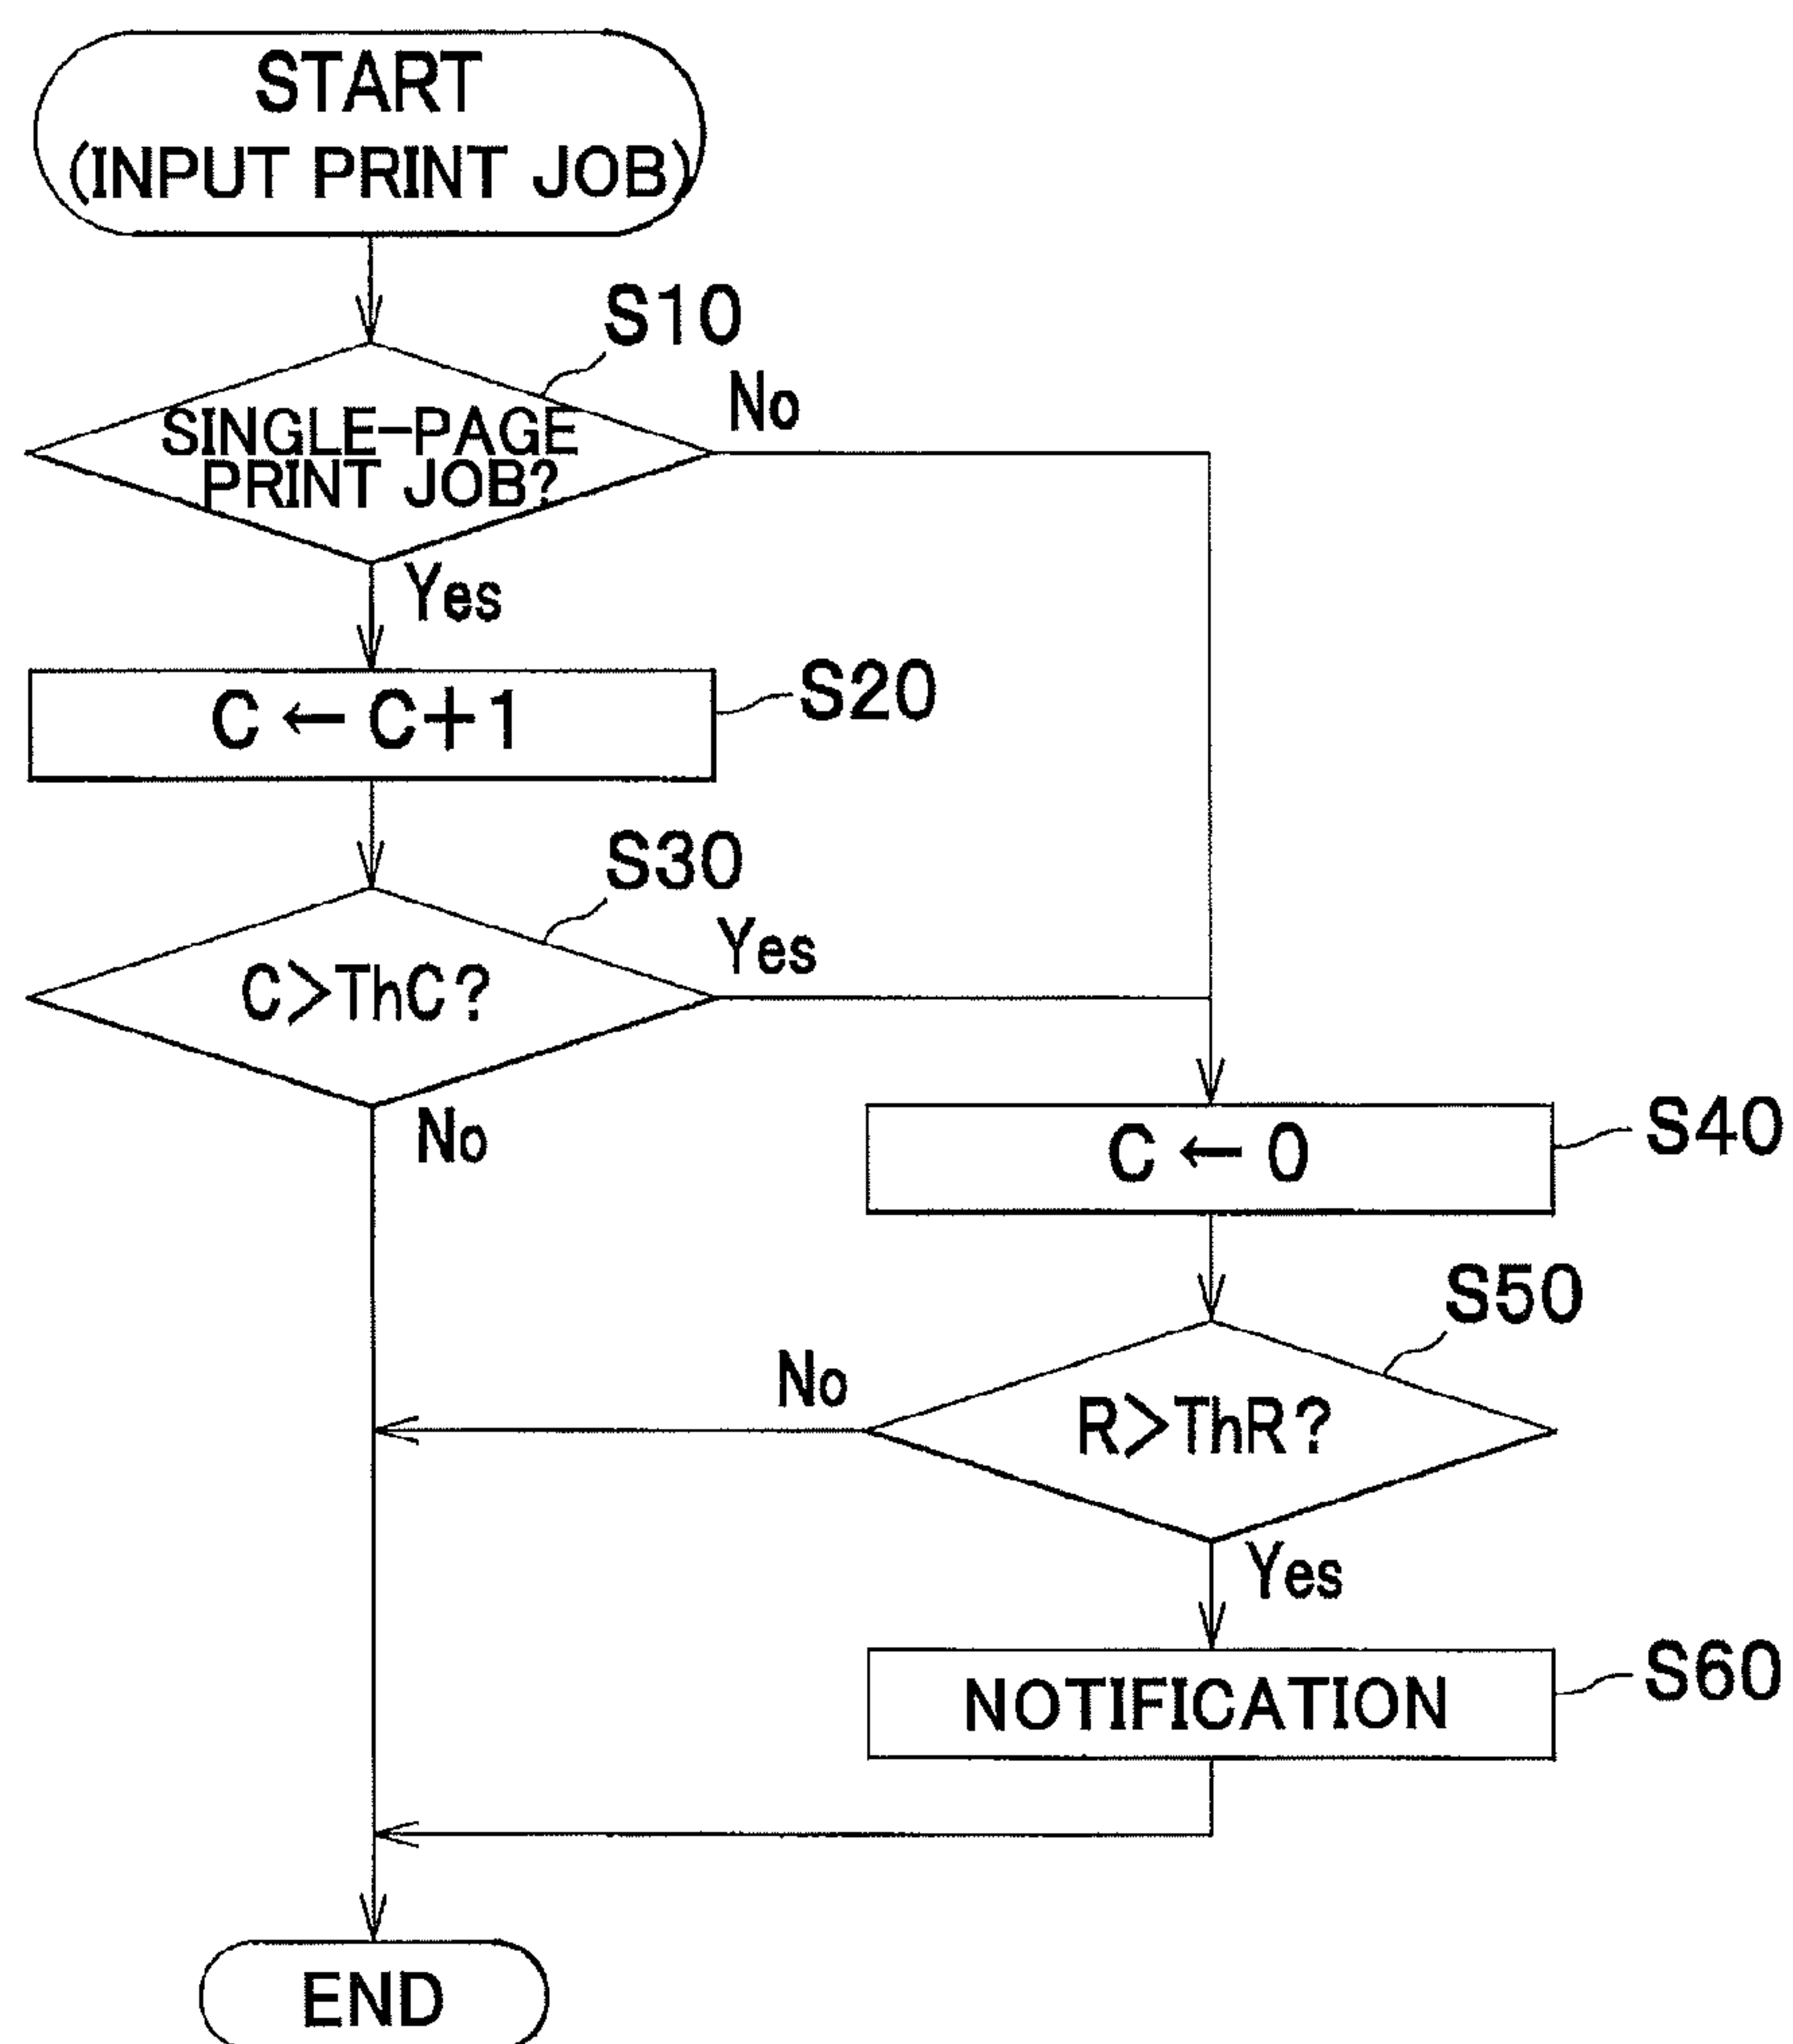 START
(INPUT PRINT JOB)
S10
No
SINGLE-PAGE
PRINT JOB?
Yes
C←C+1
S20
S30
Yes
C>ThC?
No
C←0
S40
S50
No
R>ThR?
Yes
NOTIFICATION
S60
END